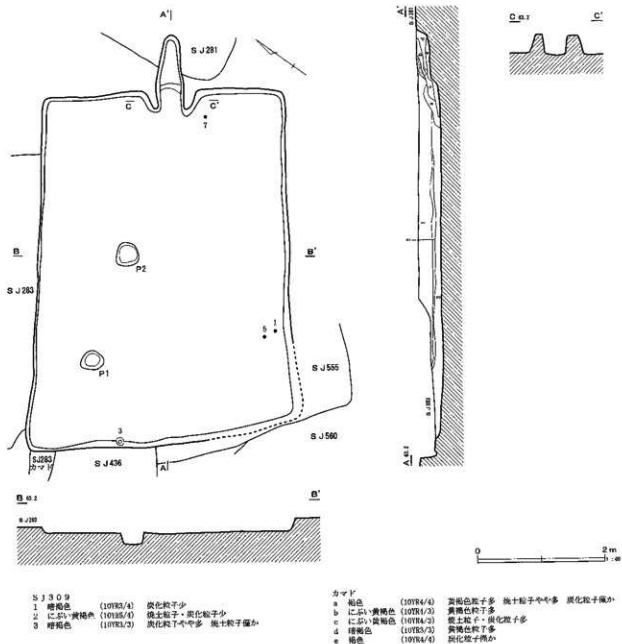 A'
SJ281
C
C'
7
B
B'
P2
SJ283
1
5
P1
SJ555
3
SJ560
SJ283
カマド
SJ436
A
A'
A 63.2
C 63.2
C'
B 63.2
B'
0
2m
SJ309
1 暗褐色 (10YR3/4) 炭化粒子少
2 にぶい黄褐色 (10YR5/4) 焼土粒子・炭化粒子少
3 暗褐色 (10YR3/3) 炭化粒子やや多 焼土粒子僅か
カマド
a 褐色 (10YR4/4) 黄褐色粒子多 焼土粒子やや多 炭化粒子僅か
b にぶい黄褐色 (10YR4/3) 黄褐色粒子多
c にぶい黄褐色 (10YR4/3) 焼土粒子・炭化粒子多
d 暗褐色 (10YR3/3) 黄褐色粒子多
e 褐色 (10YR4/4) 炭化粒子僅か